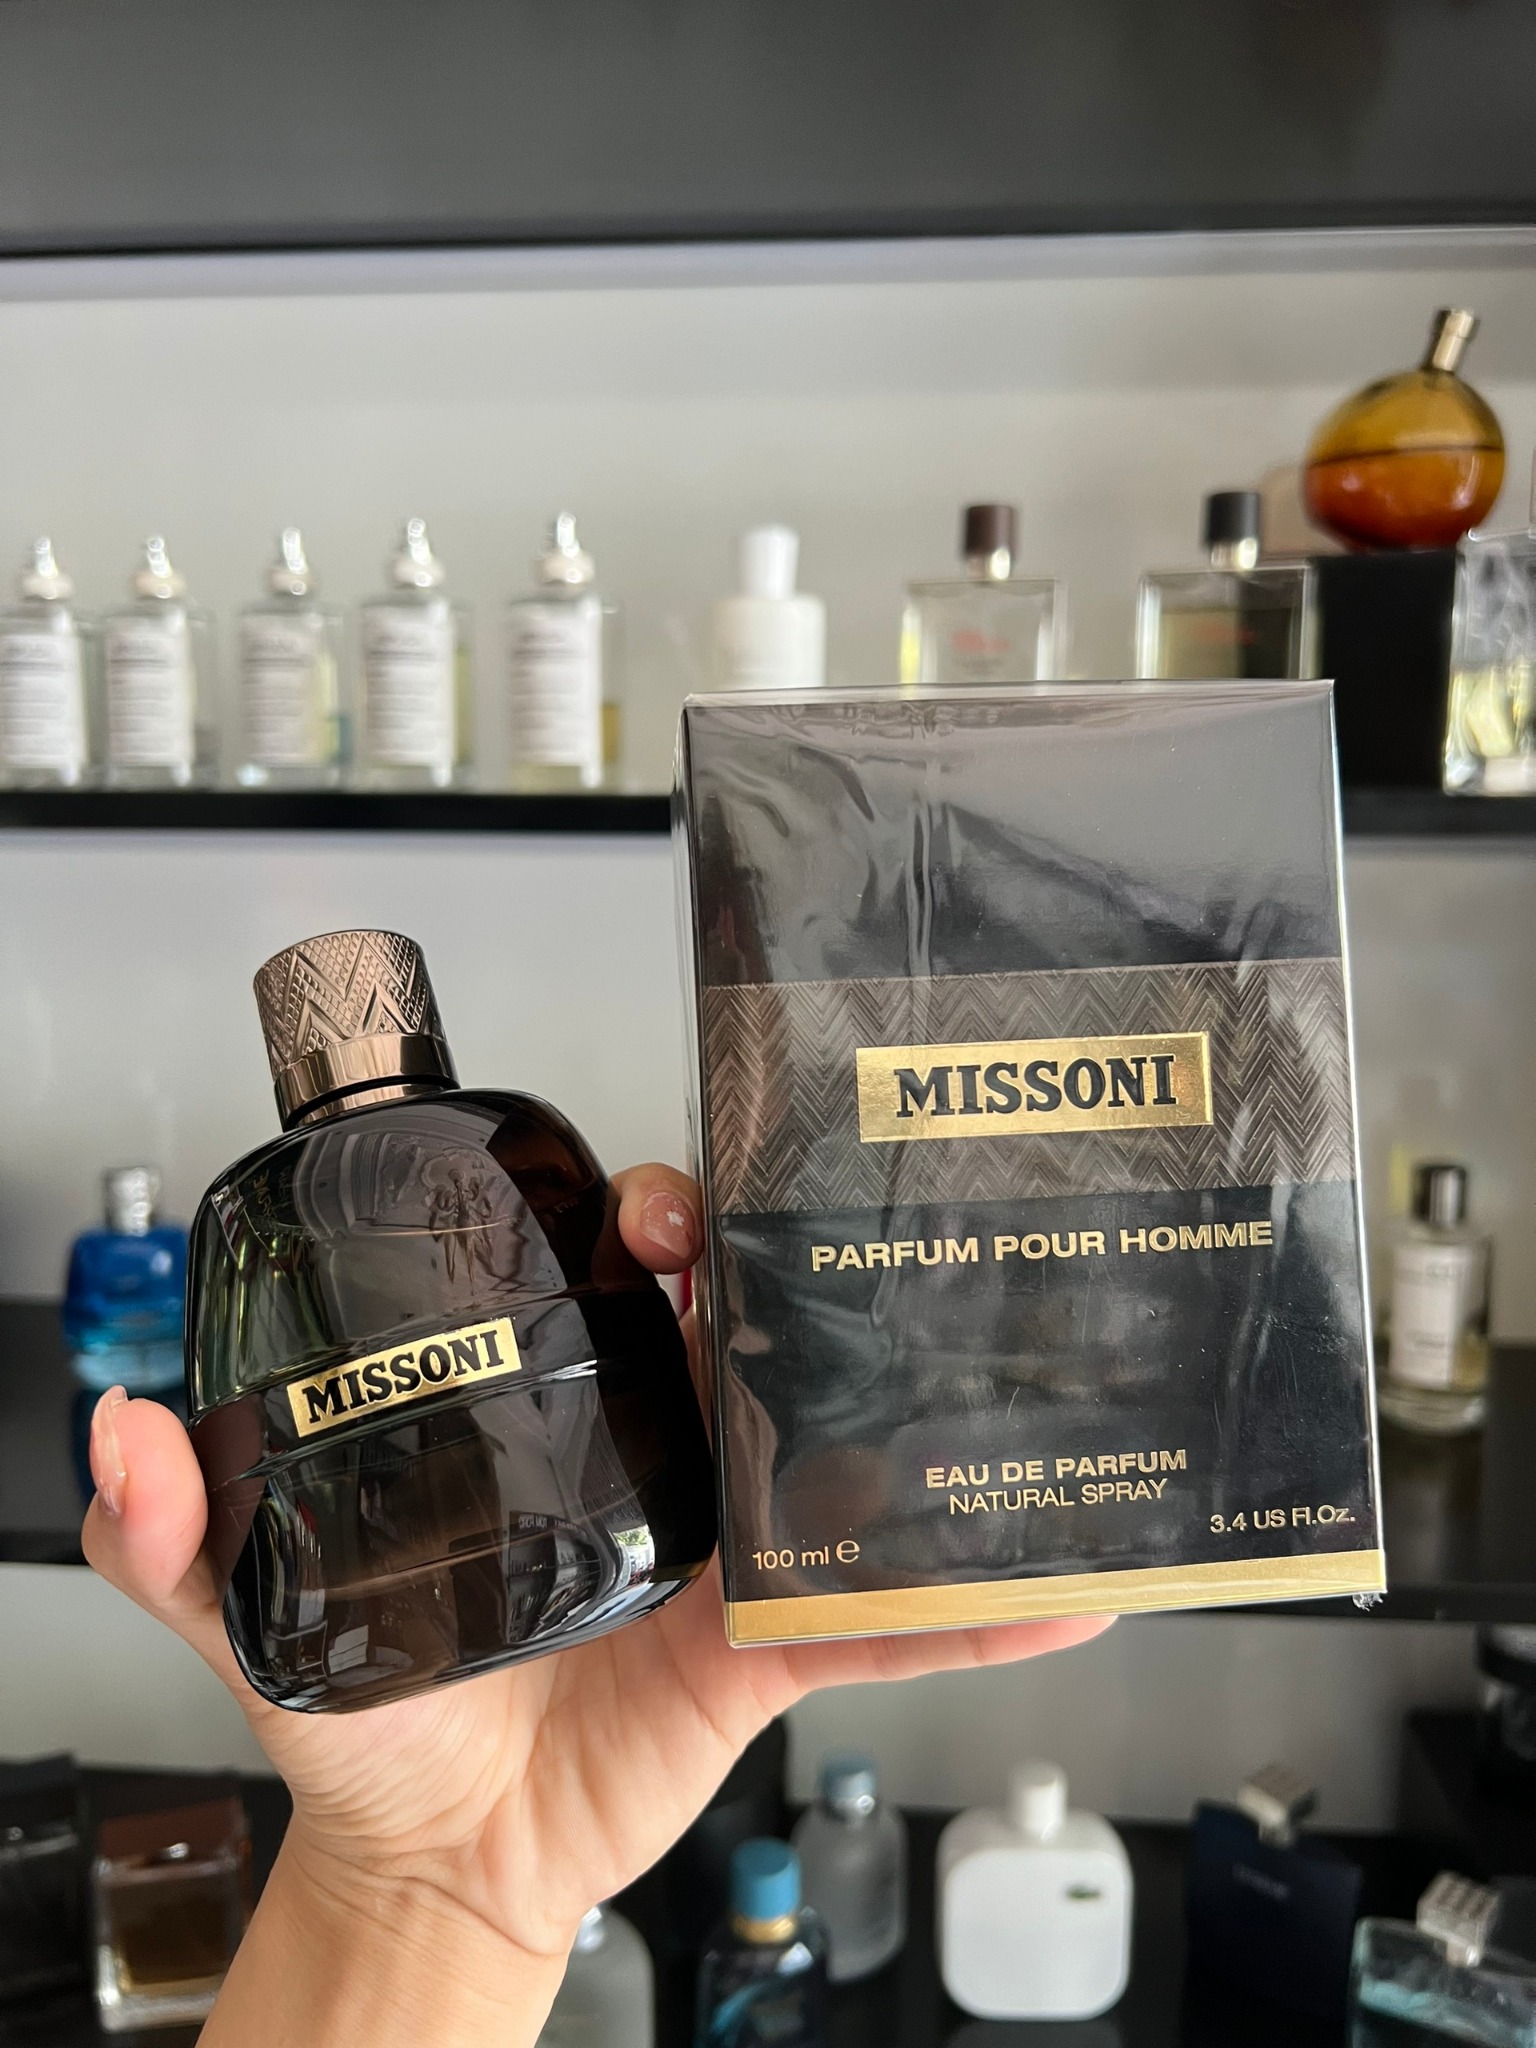 MISSONI
MISSONI
PARFUM POUR HOMME
EAU DE PARFUM
NATURAL SPRAY
100 ml ℮
3.4 US Fl.Oz.